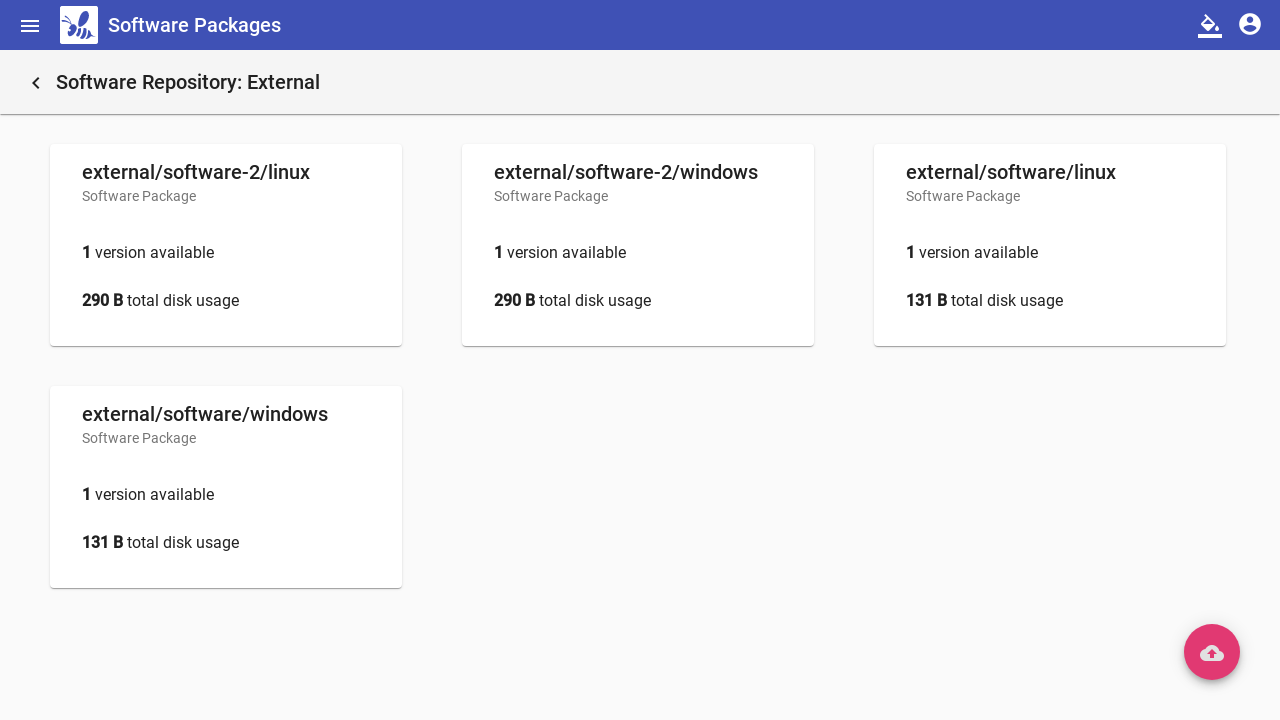 Software Packages
Software Repository: External
external/software-2/linux
Software Package
1 version available
290 B total disk usage
external/software-2/windows
Software Package
1 version available
290 B total disk usage
external/software/linux
Software Package
1 version available
131 B total disk usage
external/software/windows
Software Package
1 version available
131 B total disk usage